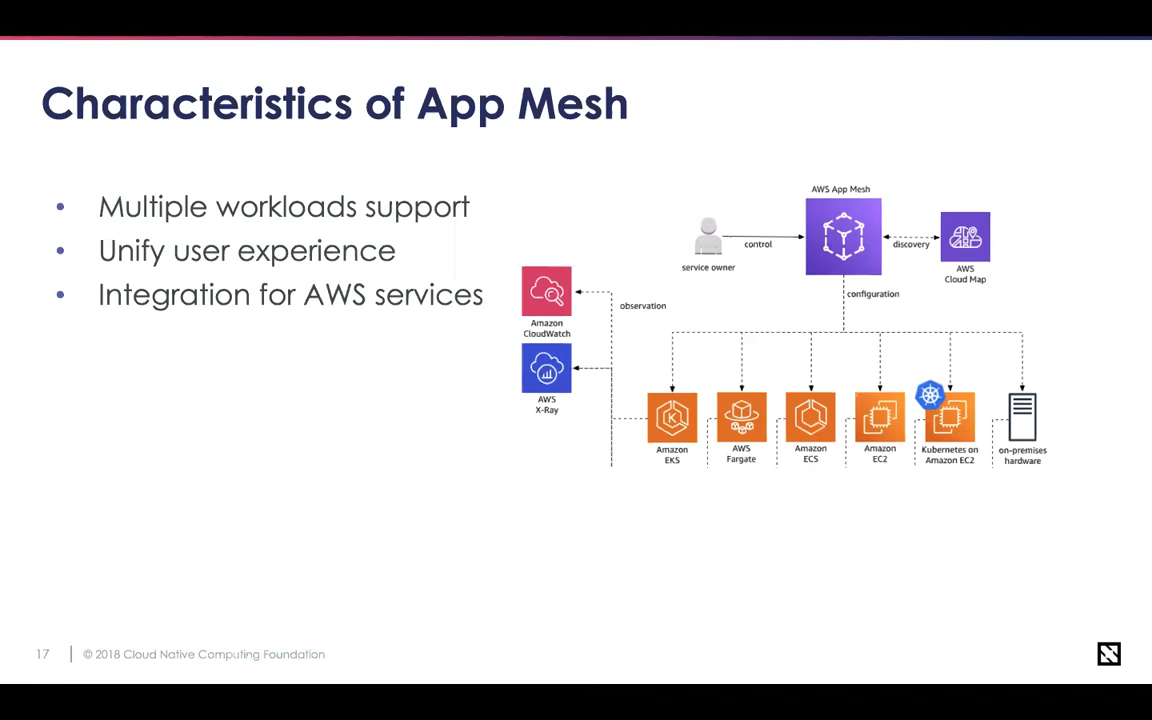 Characteristics of App Mesh
• Multiple workloads support
• Unify user experience
• Integration for AWS services
AWS App Mesh
service owner
control
discovery
AWS
Cloud Map
configuration
observation
Amazon
CloudWatch
AWS
X-Ray
Amazon
EKS
AWS
Fargate
Amazon
ECS
Amazon
EC2
Kubernetes on
Amazon EC2
on-premises
hardware
K
17
© 2018 Cloud Native Computing Foundation